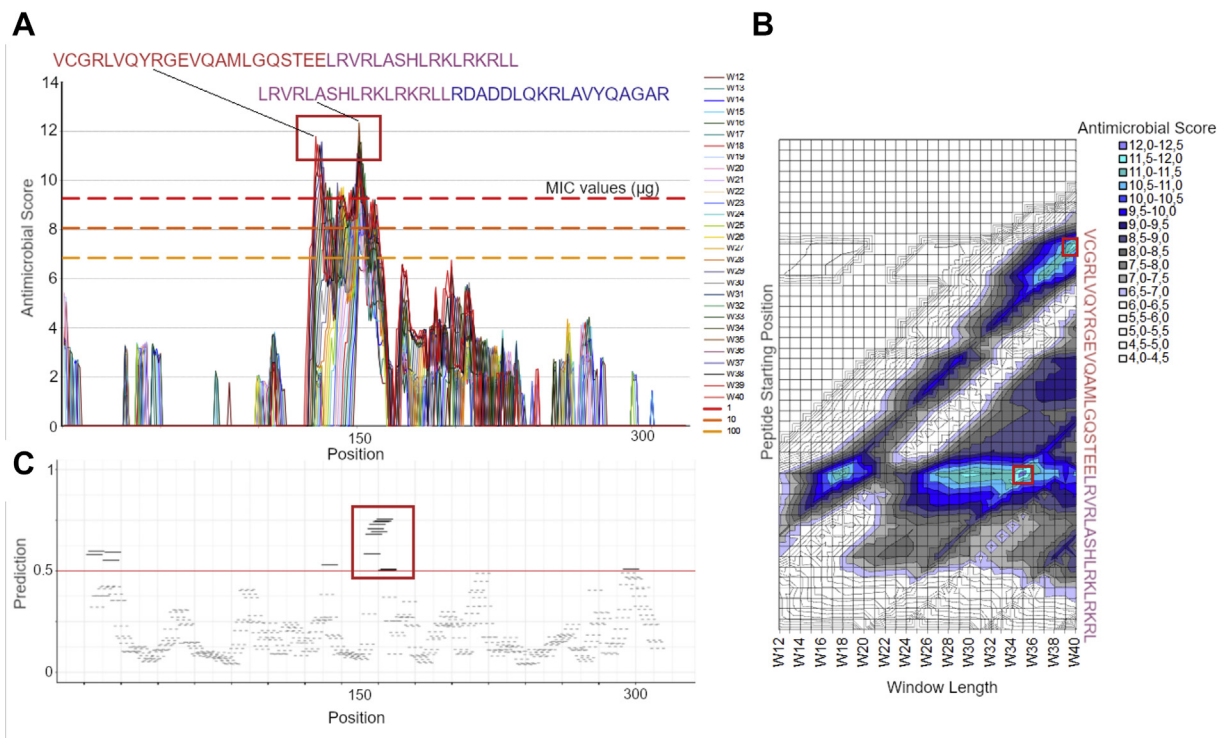 A
VCGRLVQYRGEVQAMLGQSTEELRVRLASHLRKLRKRLL
LRVRLASHLRKLRKRLLRDADDLQKRLAVYQAGAR
14
12
10
8
6
4
2
0
Antimicrobial Score
MIC values (µg)
150
300
Position
W12
W13
W14
W15
W16
W17
W18
W19
W20
W21
W22
W23
W24
W25
W26
W27
W28
W29
W30
W31
W32
W33
W34
W35
W36
W37
W38
W39
W40
1
10
100
B
Antimicrobial Score
12,0-12,5
11,5-12,0
11,0-11,5
10,5-11,0
10,0-10,5
9,5-10,0
9,0-9,5
8,5-9,0
8,0-8,5
7,5-8,0
7,0-7,5
6,5-7,0
6,0-6,5
5,5-6,0
5,0-5,5
4,5-5,0
4,0-4,5
Peptide Starting Position
VCGRLVQYRGEVQAMLGQSTEELRVRLASHLRKLRKRL
W12
W14
W16
W18
W20
W22
W24
W26
W28
W30
W32
W34
W36
W38
W40
Window Length
C
1
0.5
0
Prediction
150
300
Position